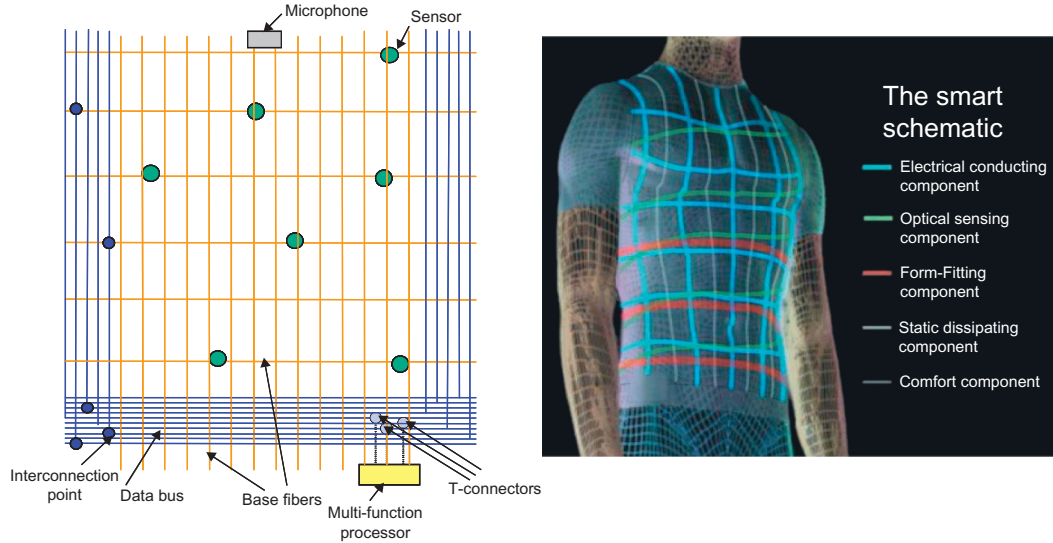 Microphone
Sensor
Interconnection
point
Data bus
Base fibers
Multi-function
processor
T-connectors
The smart
schematic
Electrical conducting
component
Optical sensing
component
Form-Fitting
component
Static dissipating
component
Comfort component